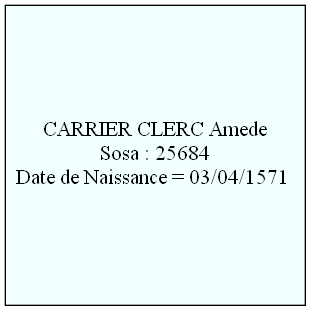 CARRIER CLERC Amede
Sosa : 25684
Date de Naissance = 03/04/1571